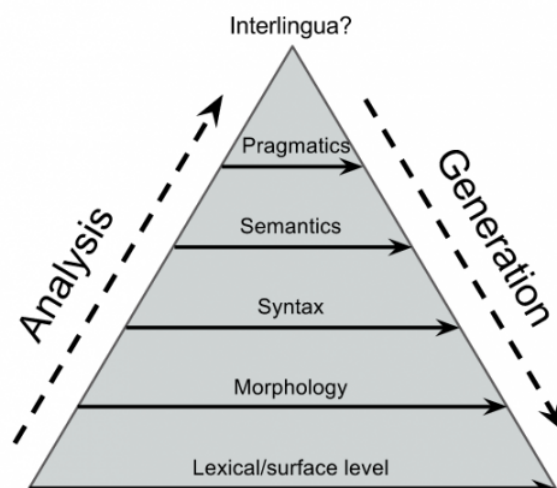 Interlingua?
Pragmatics
Semantics
Syntax
Morphology
Lexical/surface level
Analysis
Generation